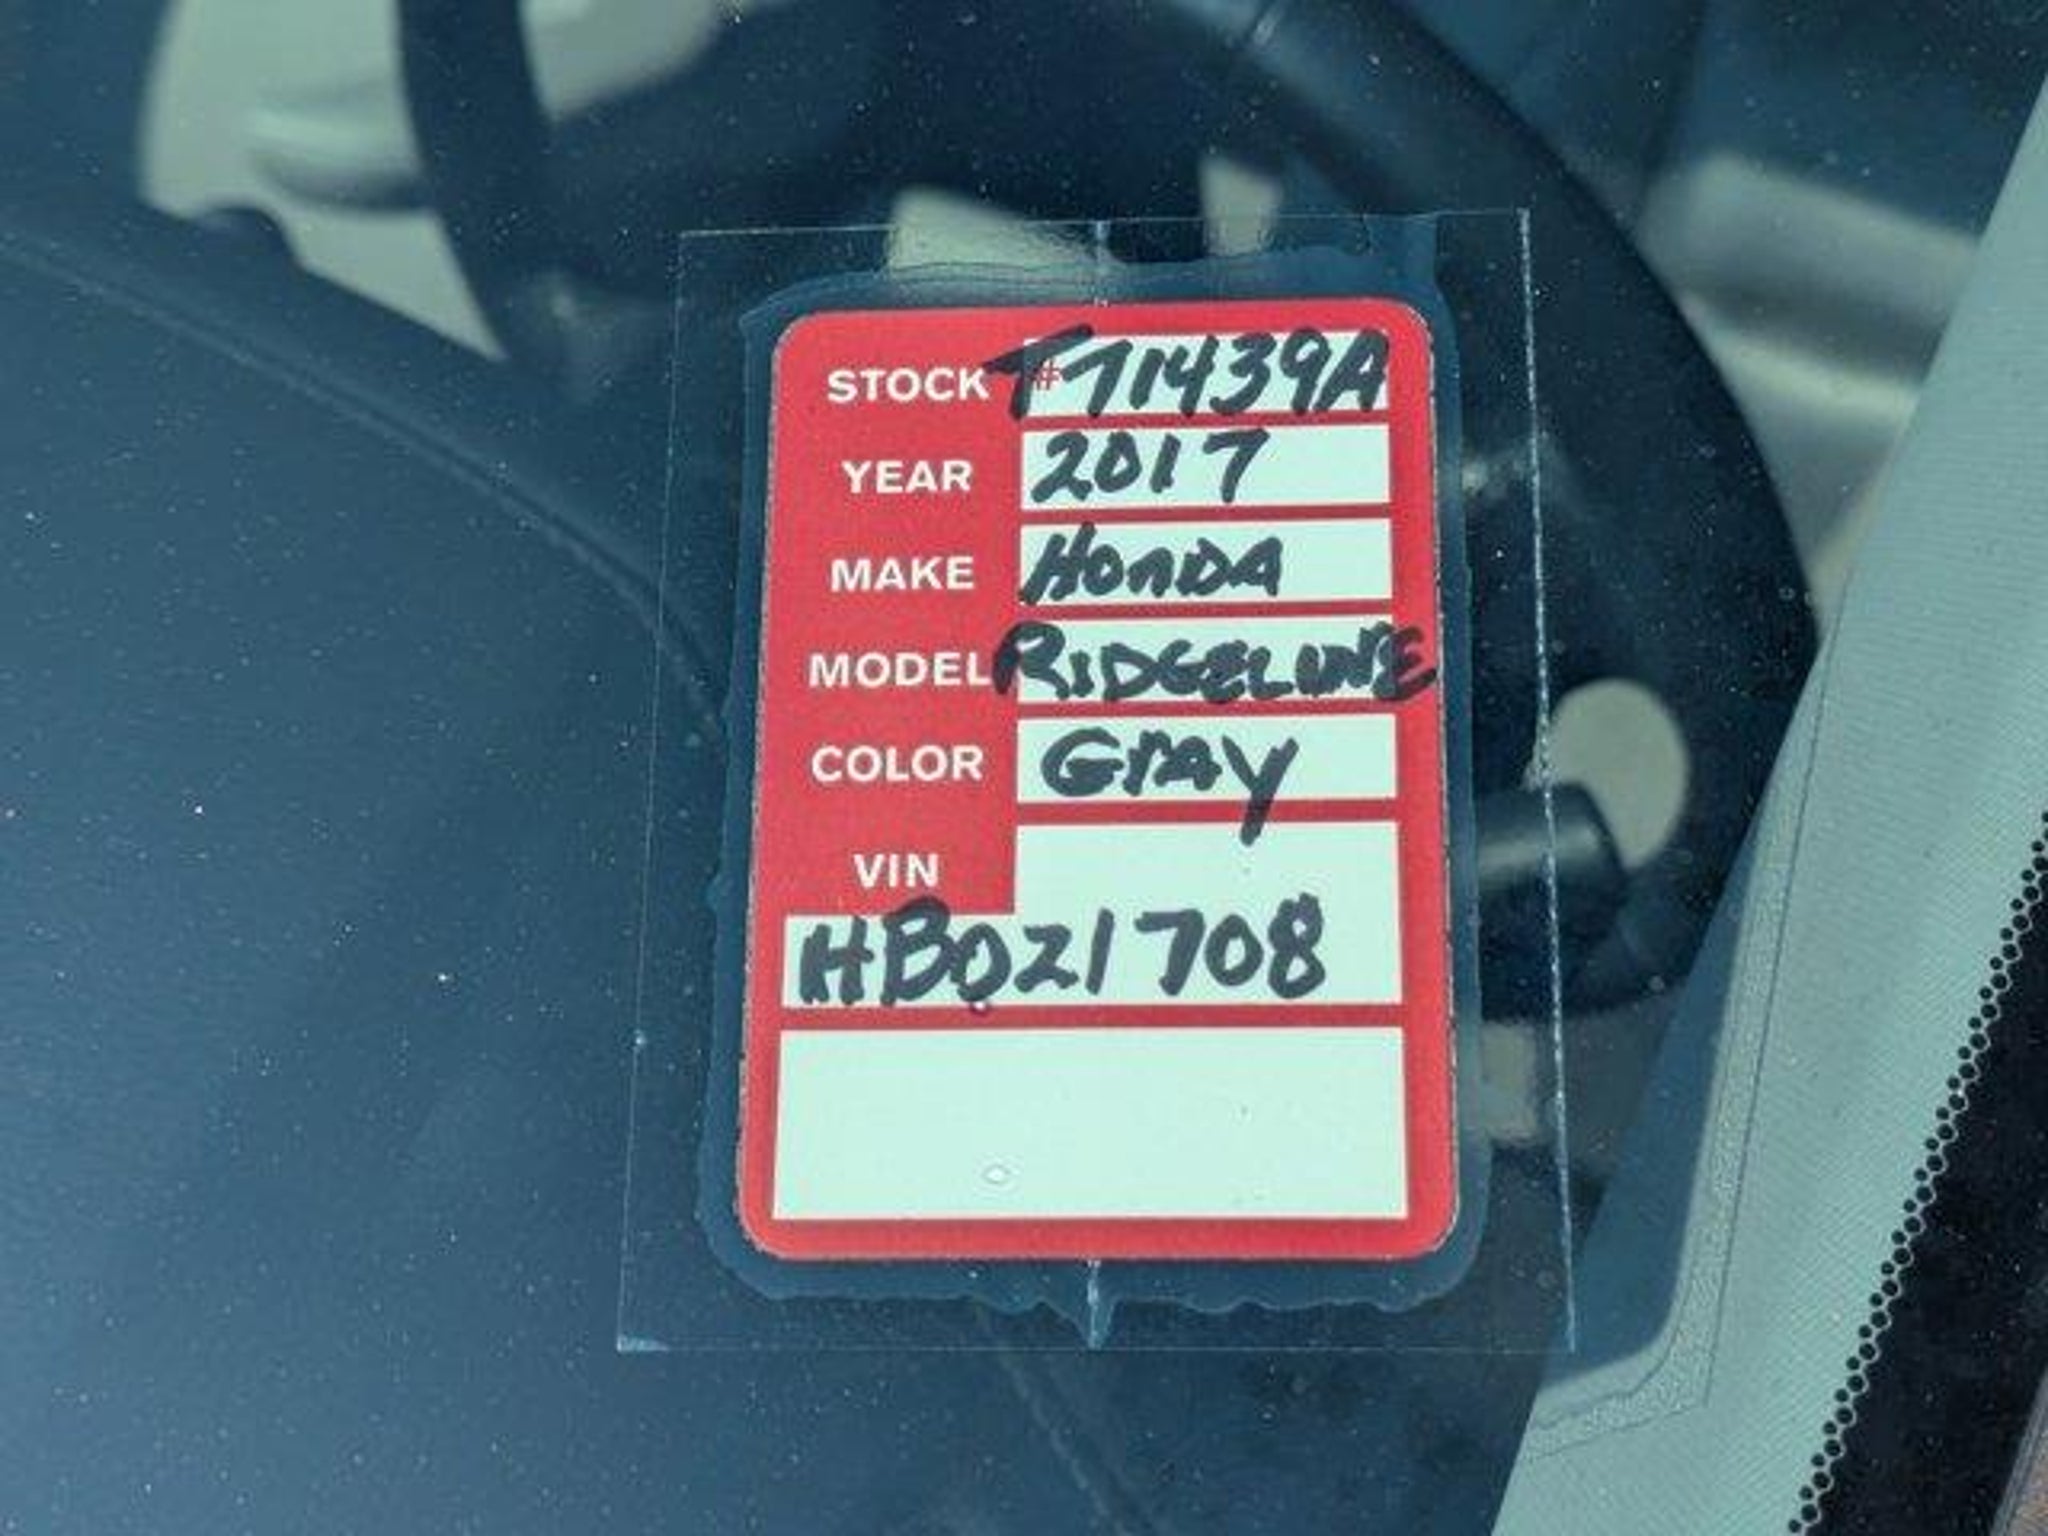 STOCK # T71439A
YEAR 2017
MAKE HonDA
MODEL RIDGELINE
COLOR GrAy
VIN
HB021708